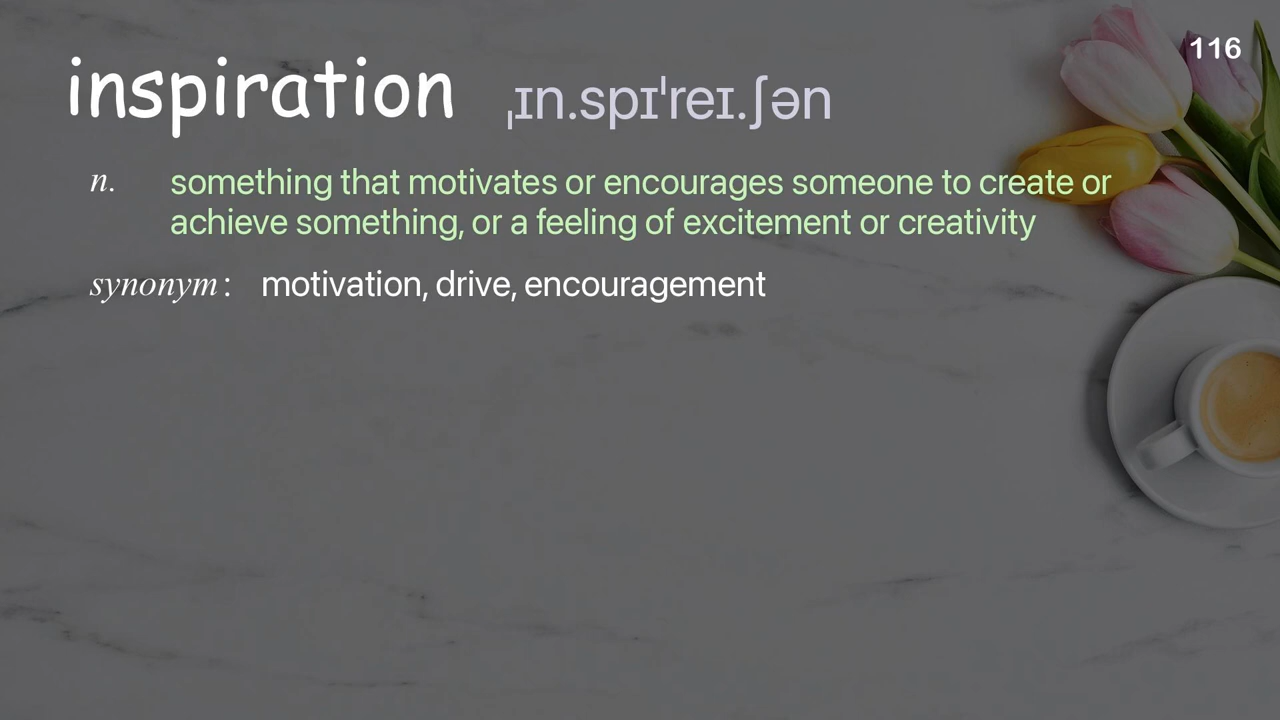 116
inspiration ˌɪn.spɪˈreɪ.ʃən
n. something that motivates or encourages someone to create or
achieve something, or a feeling of excitement or creativity
synonym: motivation, drive, encouragement